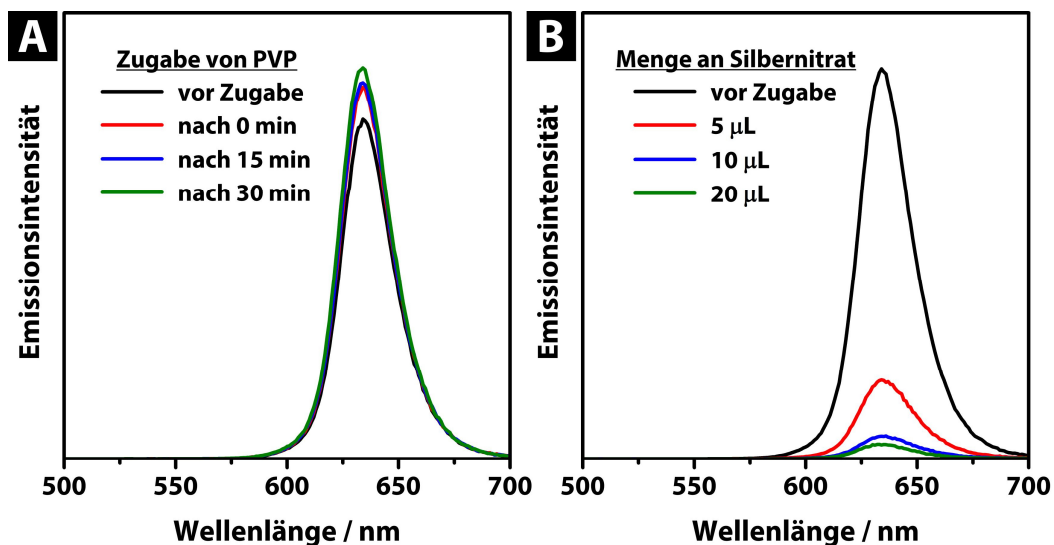 A
Zugabe von PVP
vor Zugabe
nach 0 min
nach 15 min
nach 30 min
Emissionsintensität
500 550 600 650 700
Wellenlänge / nm
B
Menge an Silbernitrat
vor Zugabe
5 μL
10 μL
20 μL
Emissionsintensität
500 550 600 650 700
Wellenlänge / nm